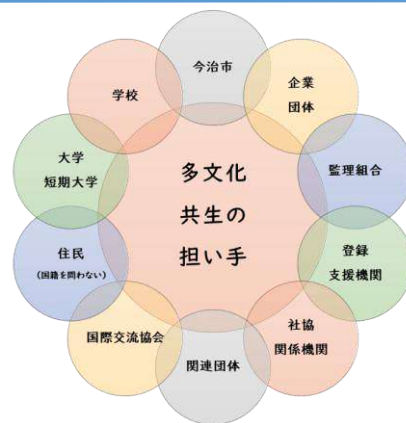 今治市
企業
団体
監理組合
登録
支援機関
社協
関係機関
関連団体
国際交流協会
住民
(国籍を問わない)
大学
短期大学
学校
多文化
共生の
担い手